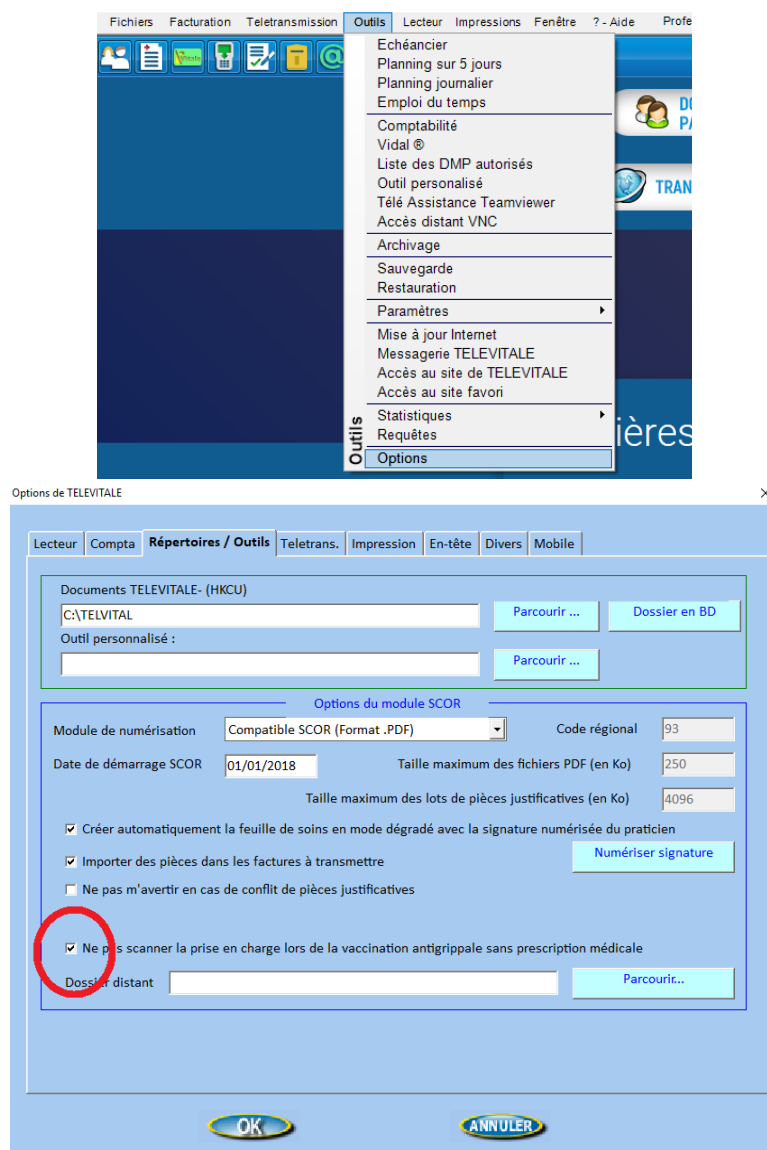 Fichiers Facturation Teletransmission Outils Lecteur Impressions Fenêtre ? - Aide Profe
Vitale
@
Echéancier
Planning sur 5 jours
Planning journalier
Emploi du temps
Comptabilité
Vidal ®
Liste des DMP autorisés
Outil personalisé
Télé Assistance Teamviewer
Accès distant VNC
Archivage
Sauvegarde
Restauration
Paramètres
Mise à jour Internet
Messagerie TELEVITALE
Accès au site de TELEVITALE
Accès au site favori
Statistiques
Requêtes
Options
Outils
DO
PA
TRAN
ières
Options de TELEVITALE
Lecteur Compta Répertoires / Outils Teletrans. Impression En-tête Divers Mobile
Documents TELEVITALE- (HKCU)
C:\TELVITAL Parcourir ... Dossier en BD
Outil personnalisé :
Parcourir ...
Options du module SCOR
Module de numérisation Compatible SCOR (Format .PDF) Code régional 93
Date de démarrage SCOR 01/01/2018 Taille maximum des fichiers PDF (en Ko) 250
Taille maximum des lots de pièces justificatives (en Ko) 4096
Créer automatiquement la feuille de soins en mode dégradé avec la signature numérisée du praticien
Importer des pièces dans les factures à transmettre Numériser signature
Ne pas m'avertir en cas de conflit de pièces justificatives
Ne pas scanner la prise en charge lors de la vaccination antigrippale sans prescription médicale
Dossier distant Parcourir...
OK ANNULER